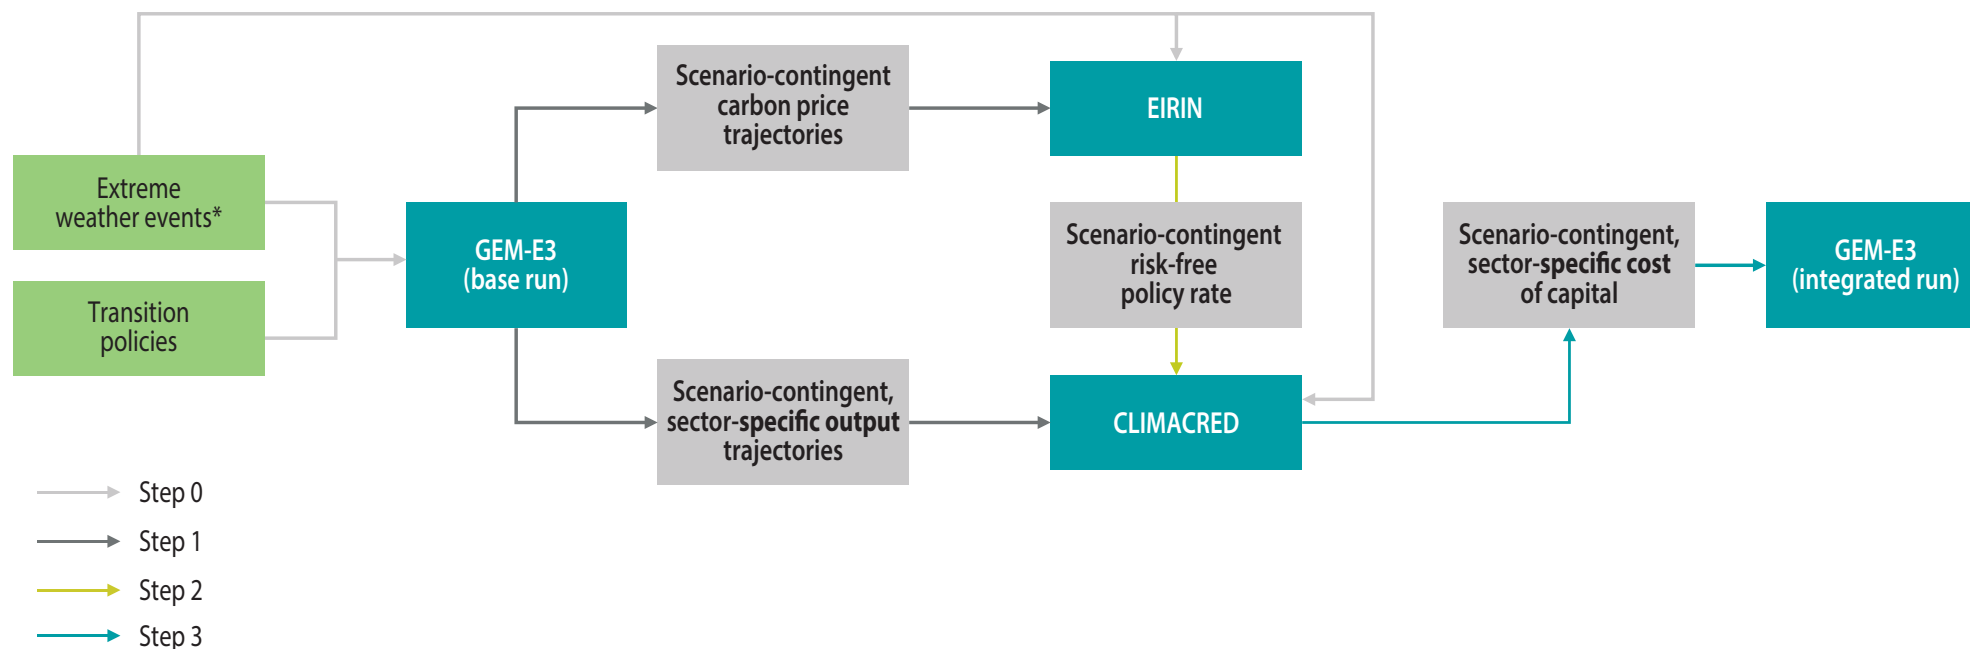 Scenario-contingent
carbon price
trajectories
EIRIN
Extreme
weather events*
GEM-E3
(base run)
Scenario-contingent
risk-free
policy rate
Scenario-contingent,
sector-specific cost
of capital
GEM-E3
(integrated run)
Transition
policies
Scenario-contingent,
sector-specific output
trajectories
CLIMACRED
Step 0
Step 1
Step 2
Step 3